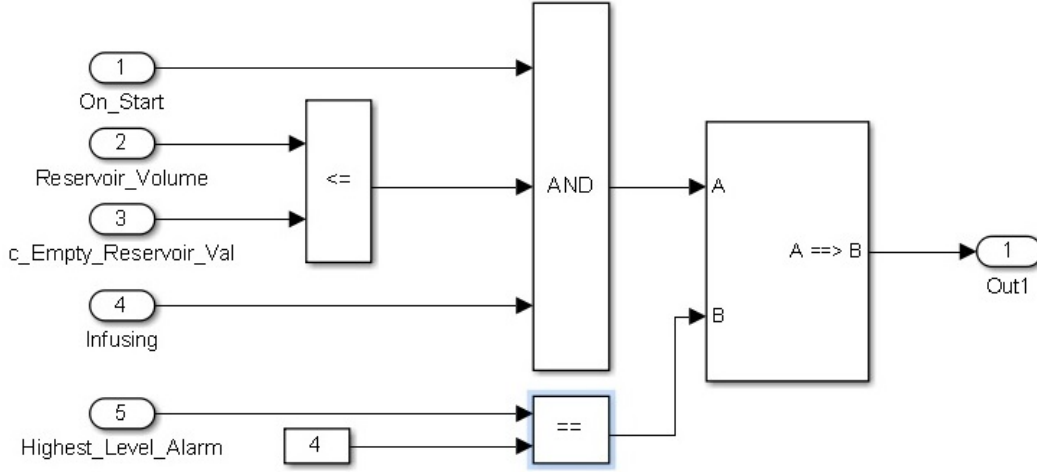 1
On_Start
2
Reservoir_Volume
3
c_Empty_Reservoir_Val
4
Infusing
5
Highest_Level_Alarm
4
<=
AND
==
A
B
A ==> B
1
Out1